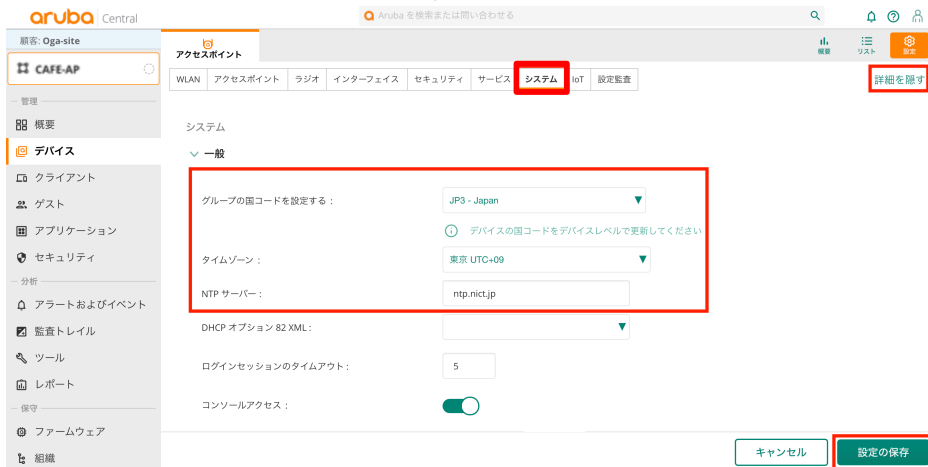 aruba Central
Aruba を検索または問い合わせる
顧客: Oga-site
CAFE-AP
管理
概要
デバイス
クライアント
ゲスト
アプリケーション
セキュリティ
分析
アラートおよびイベント
監査トレイル
ツール
レポート
保守
ファームウェア
組織
アクセスポイント
概要
リスト
設定
WLAN
アクセスポイント
ラジオ
インターフェイス
セキュリティ
サービス
システム
IoT
設定監査
詳細を隠す
システム
一般
グループの国コードを設定する :
JP3 - Japan
デバイスの国コードをデバイスレベルで更新してください
タイムゾーン :
東京 UTC+09
NTP サーバー :
ntp.nict.jp
DHCP オプション 82 XML :
ログインセッションのタイムアウト :
5
コンソールアクセス :
キャンセル
設定の保存